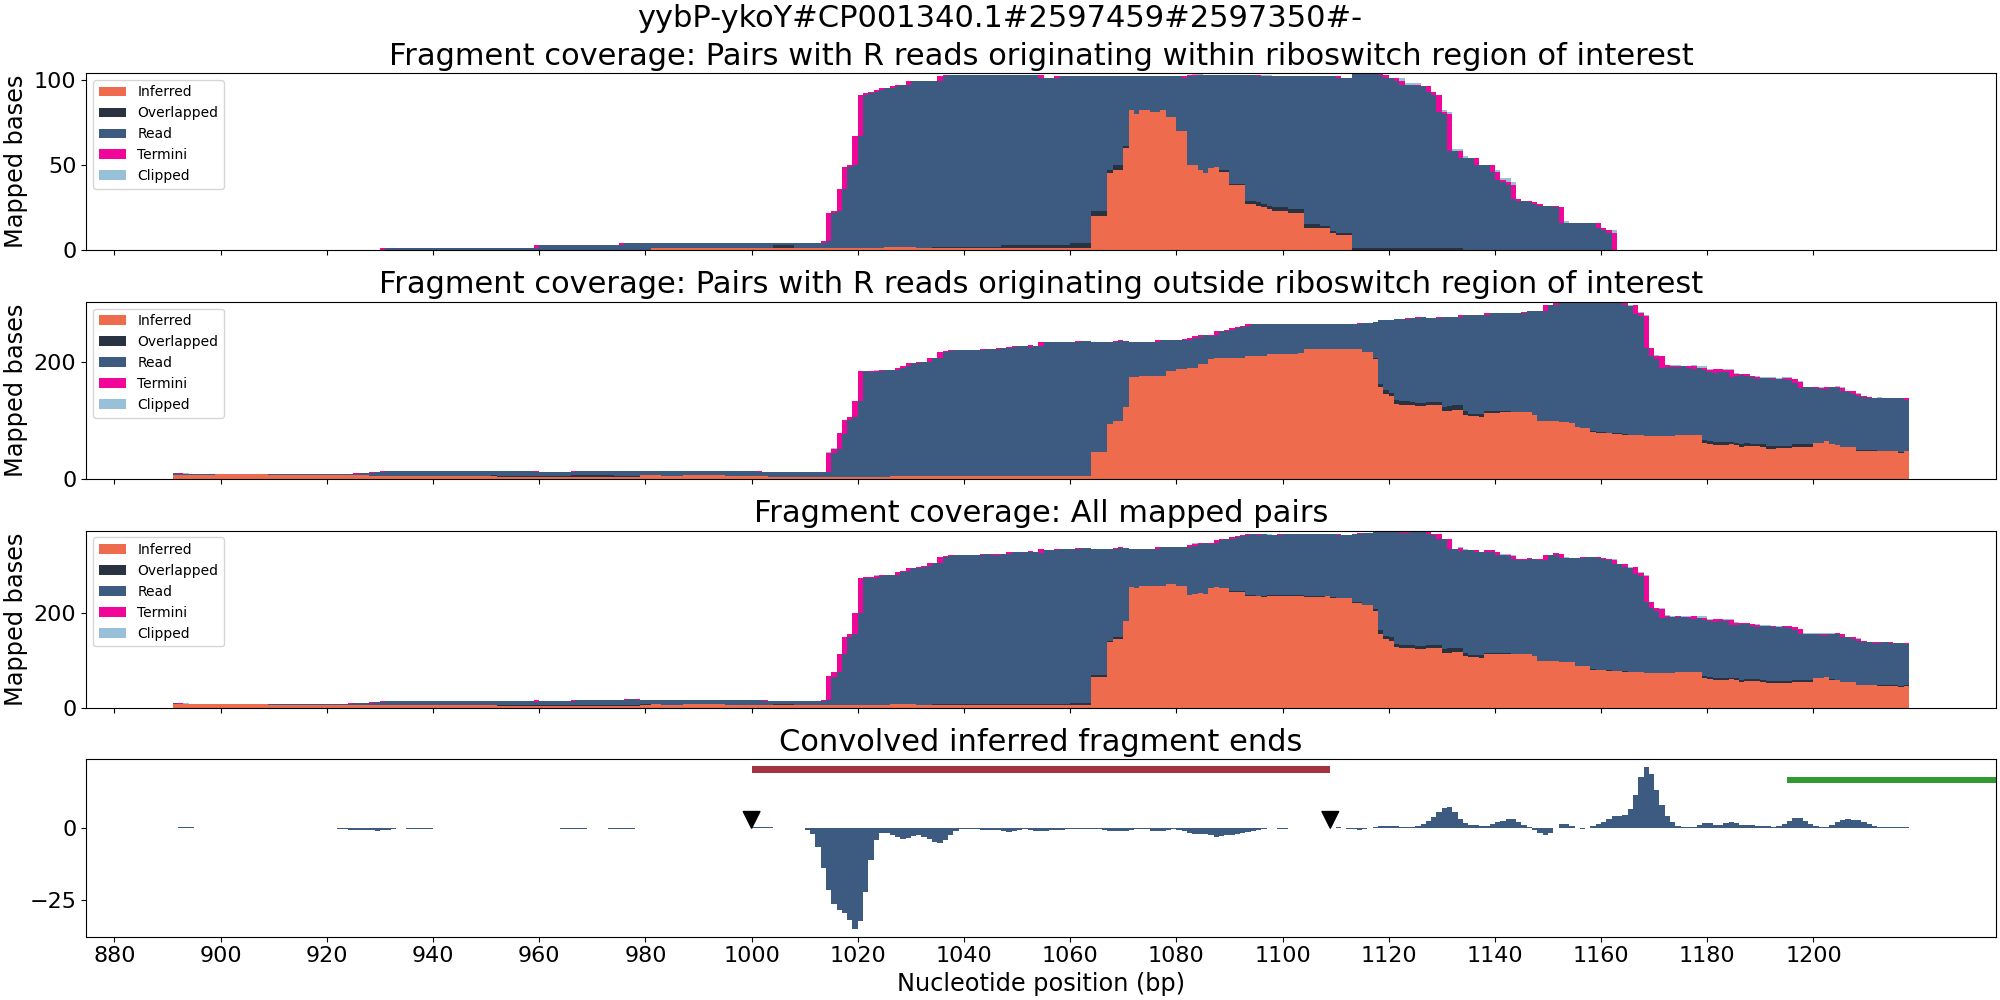 yybP-ykoY#CP001340.1#2597459#2597350#-
Fragment coverage: Pairs with R reads originating within riboswitch region of interest
Mapped bases
100
50
0
Inferred
Overlapped
Read
Termini
Clipped
Fragment coverage: Pairs with R reads originating outside riboswitch region of interest
Mapped bases
200
0
Inferred
Overlapped
Read
Termini
Clipped
Fragment coverage: All mapped pairs
Mapped bases
200
0
Inferred
Overlapped
Read
Termini
Clipped
Convolved inferred fragment ends
0
−25
880 900 920 940 960 980 1000 1020 1040 1060 1080 1100 1120 1140 1160 1180 1200
Nucleotide position (bp)